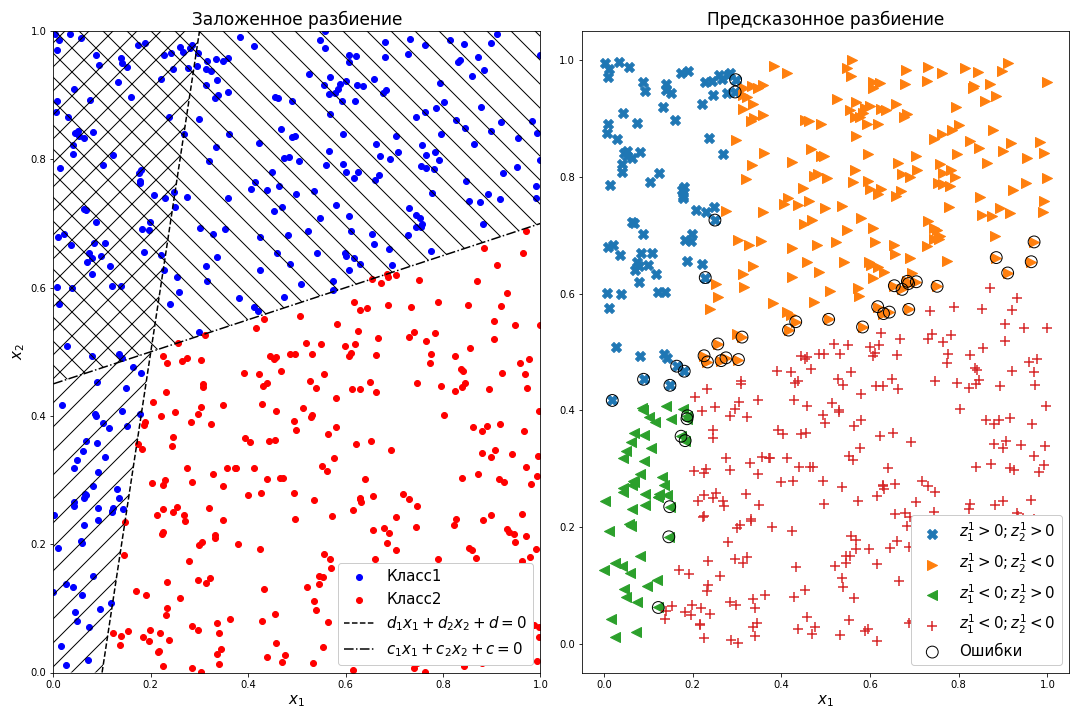 Заложенное разбиение
1.0
0.8
0.6
0.4
0.2
0.0
x₂
0.0 0.2 0.4 0.6 0.8 1.0
x₁
Класс1
Класс2
d₁x₁ + d₂x₂ + d = 0
c₁x₁ + c₂x₂ + c = 0
Предсказонное разбиение
1.0
0.8
0.6
0.4
0.2
0.0
0.0 0.2 0.4 0.6 0.8 1.0
x₁
z₁¹ > 0; z₂¹ > 0
z₁¹ > 0; z₂¹ < 0
z₁¹ < 0; z₂¹ > 0
z₁¹ < 0; z₂¹ < 0
Ошибки